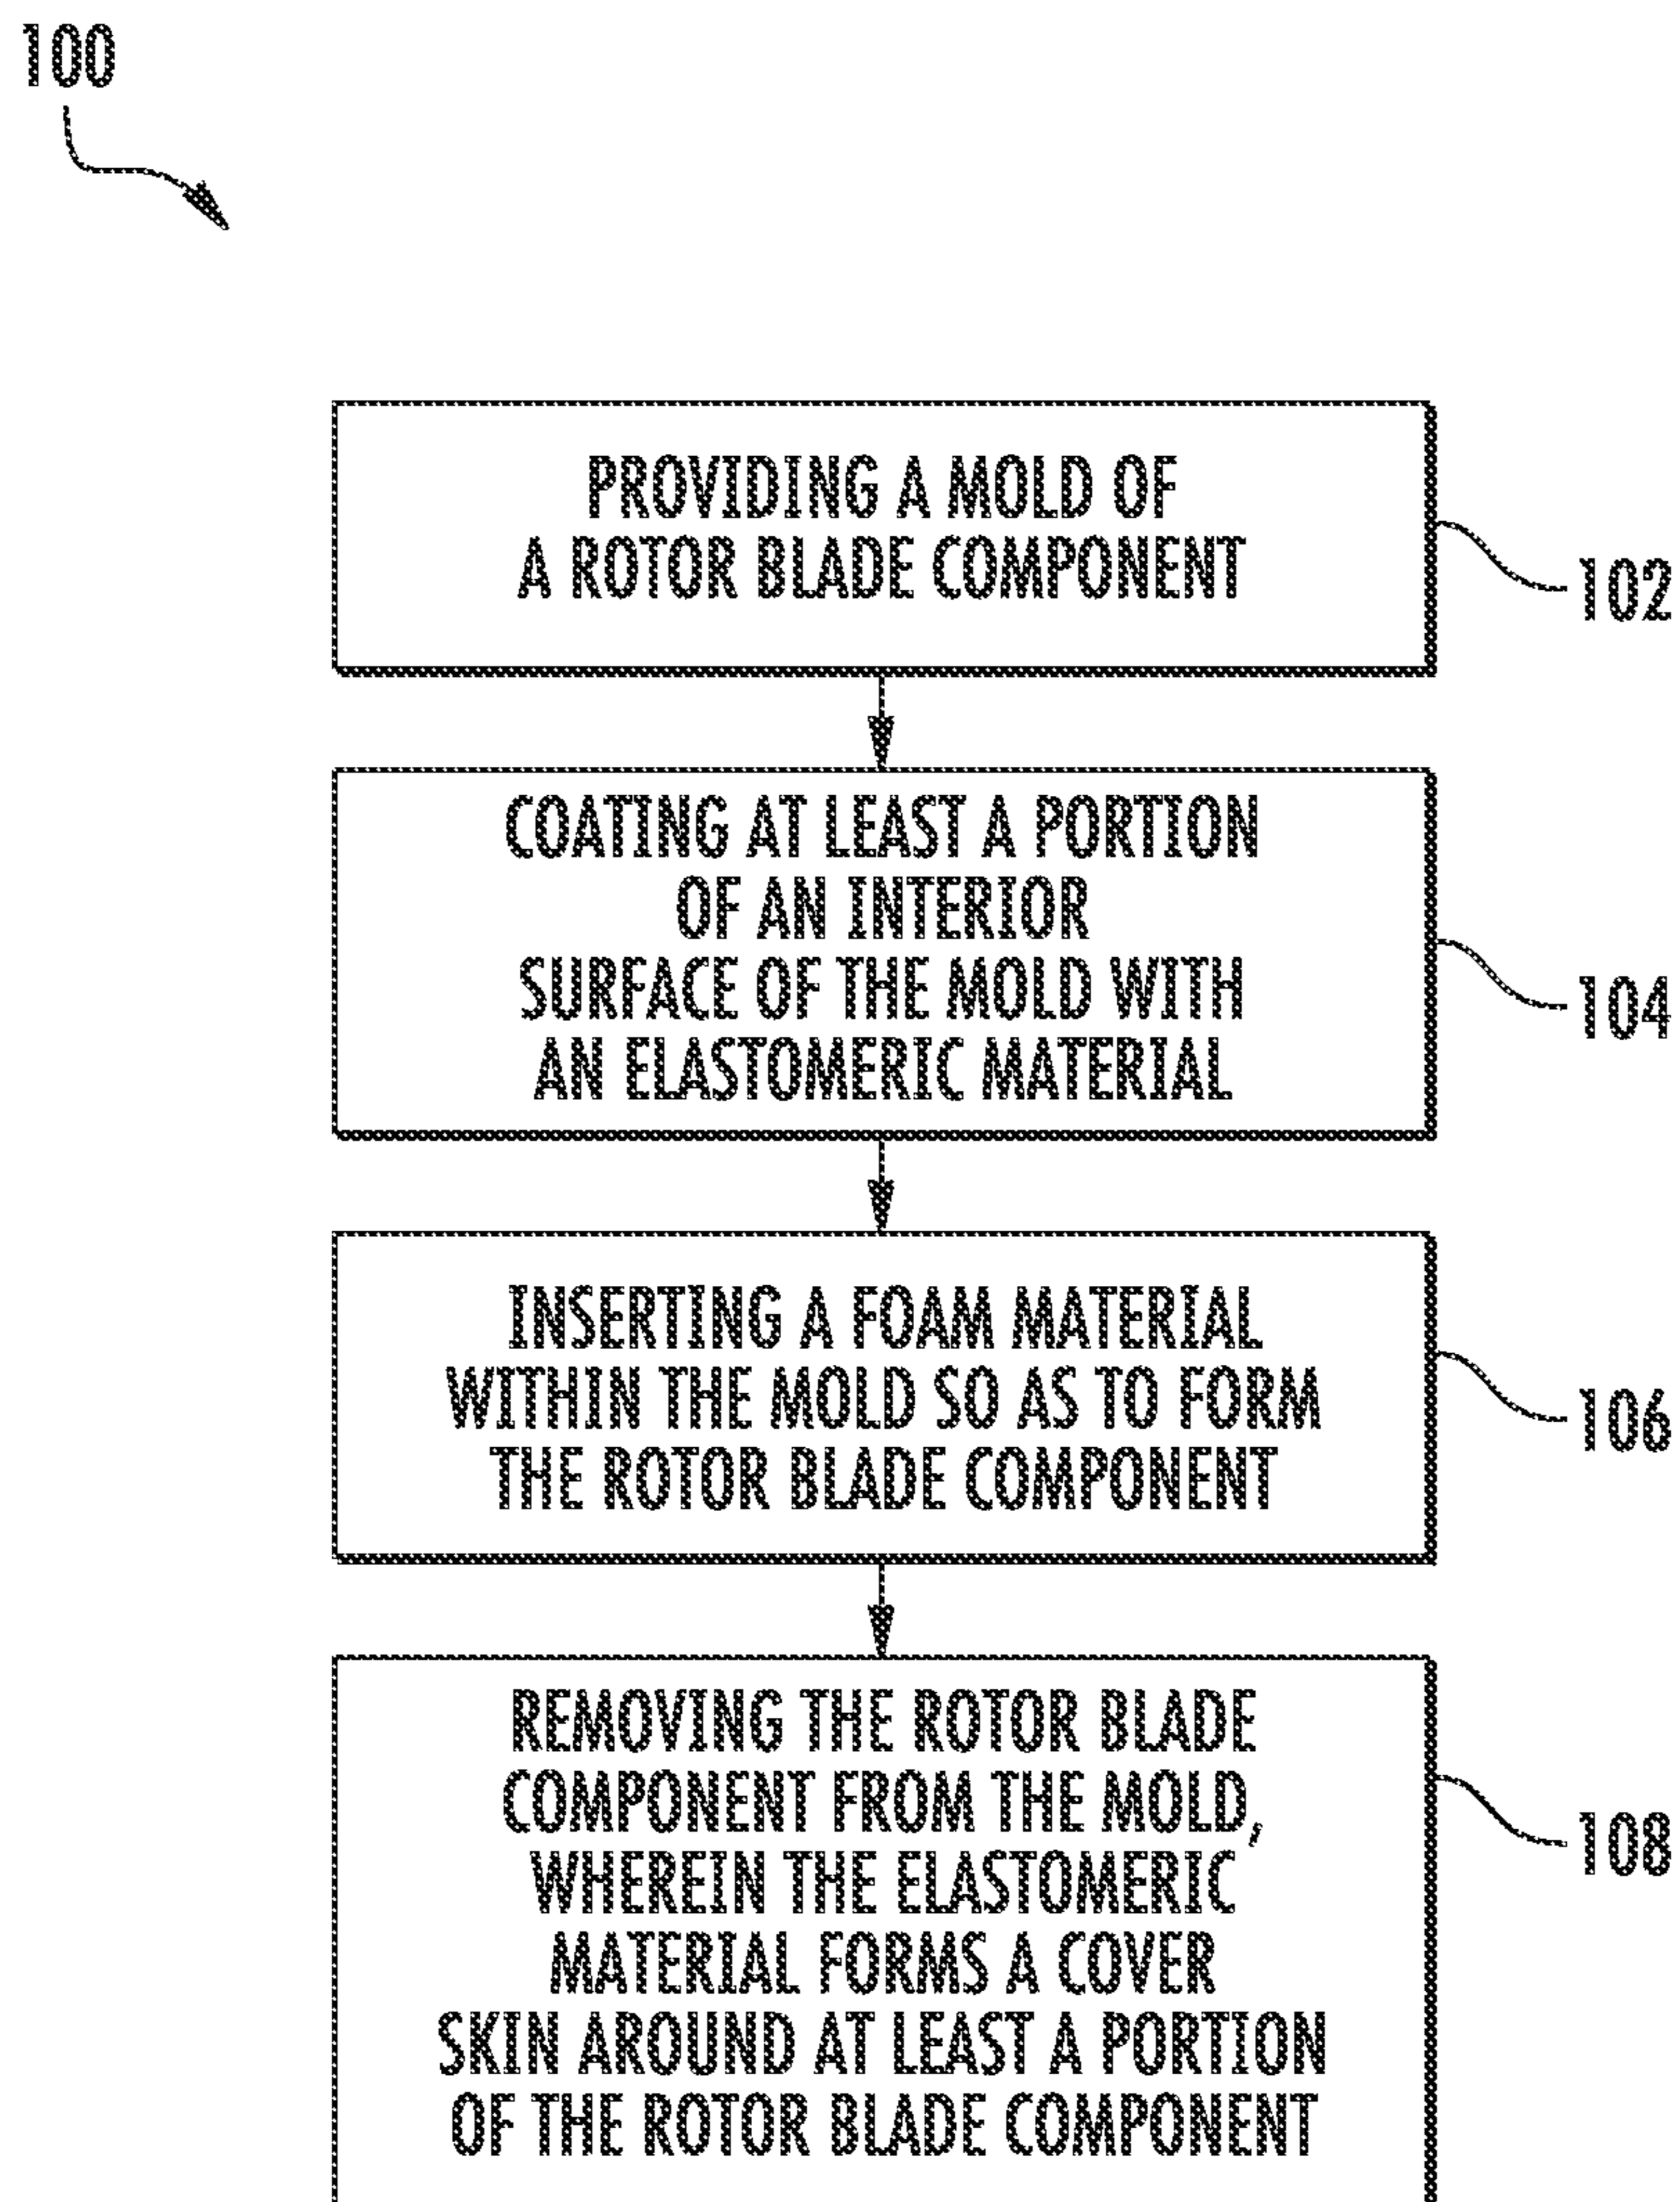 100
PROVIDING A MOLD OF
A ROTOR BLADE COMPONENT
102
COATING AT LEAST A PORTION
OF AN INTERIOR
SURFACE OF THE MOLD WITH
AN ELASTOMERIC MATERIAL
104
INSERTING A FOAM MATERIAL
WITHIN THE MOLD SO AS TO FORM
THE ROTOR BLADE COMPONENT
106
REMOVING THE ROTOR BLADE
COMPONENT FROM THE MOLD,
WHEREIN THE ELASTOMERIC
MATERIAL FORMS A COVER
SKIN AROUND AT LEAST A PORTION
OF THE ROTOR BLADE COMPONENT
108